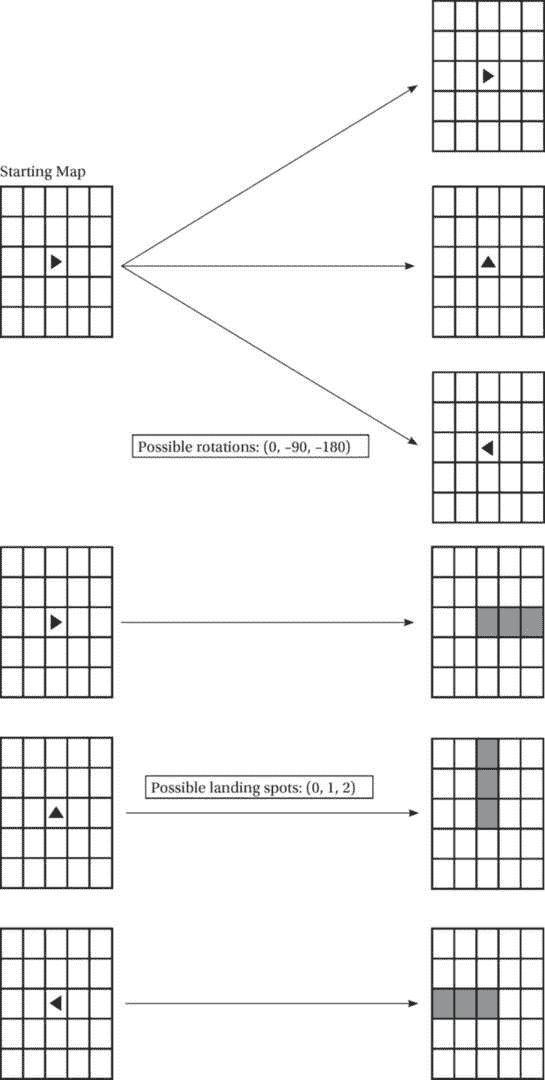 Starting Map
Possible rotations: (0, –90, –180)
Possible landing spots: (0, 1, 2)